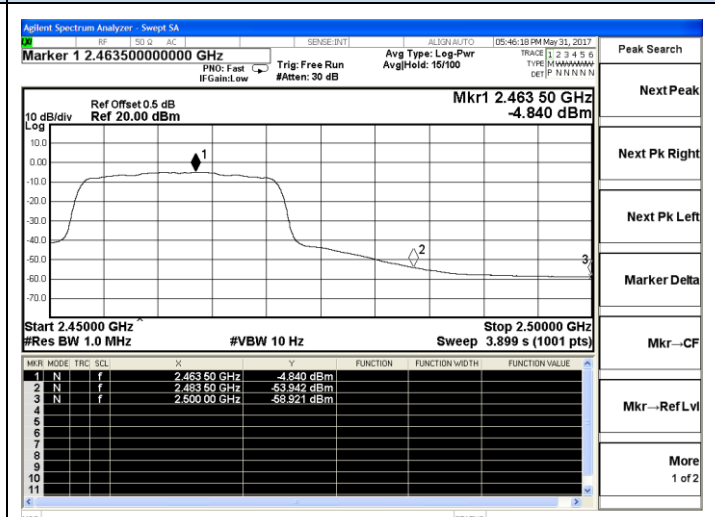 Agilent Spectrum Analyzer - Swept SA
RF 50 Ω AC SENSE:INT ALIGNAUTO 05:46:18 PM May 31, 2017
Marker 1 2.463500000000 GHz
PNO: Fast
IFGain:Low
Trig: Free Run
#Atten: 30 dB
Avg Type: Log-Pwr
Avg|Hold: 15/100
TRACE 1 2 3 4 5 6
TYPE MWWWWW
DET P N N N N N
Peak Search
Next Peak
Next Pk Right
Next Pk Left
Marker Delta
Mkr→CF
Mkr→Ref Lvl
More
1 of 2
Ref Offset 0.5 dB
10 dB/div Ref 20.00 dBm
Log
Mkr1 2.463 50 GHz
-4.840 dBm
10.0
0.00
-10.0
-20.0
-30.0
-40.0
-50.0
-60.0
-70.0
1
2
3
Start 2.45000 GHz Stop 2.50000 GHz
#Res BW 1.0 MHz #VBW 10 Hz Sweep 3.899 s (1001 pts)
MKR MODE TRC SCL X Y FUNCTION FUNCTION WIDTH FUNCTION VALUE
1 N f 2.463 50 GHz -4.840 dBm
2 N f 2.483 50 GHz -53.942 dBm
3 N f 2.500 00 GHz -58.921 dBm
4
5
6
7
8
9
10
11